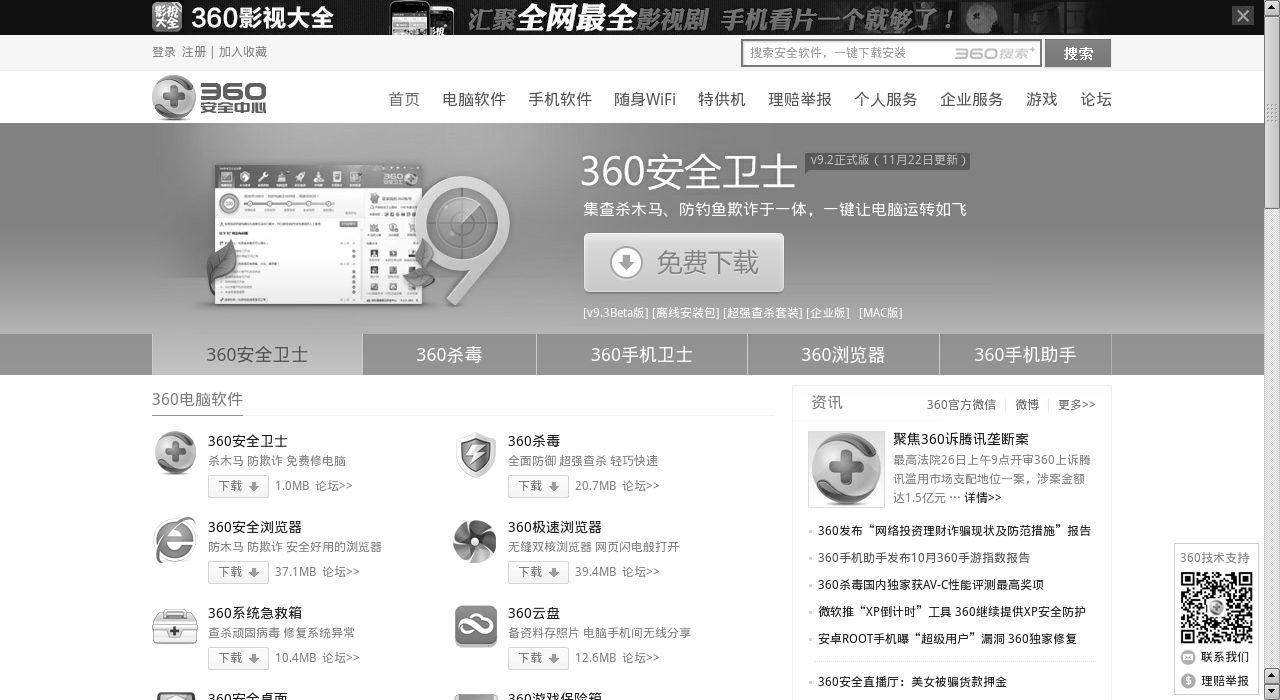 影视大全 360影视大全 汇聚全网最全影视剧 手机看片一个就够了！
登录 注册 | 加入收藏 搜索安全软件，一键下载安装 360搜索+ 搜索
360安全中心 首页 电脑软件 手机软件 随身WiFi 特供机 理赔举报 个人服务 企业服务 游戏 论坛
360安全卫士 v9.2正式版（11月22日更新）
集查杀木马、防钓鱼欺诈于一体，一键让电脑运转如飞
免费下载
[v9.3Beta版] [离线安装包] [超强查杀套装] [企业版] [MAC版]
360安全卫士 360杀毒 360手机卫士 360浏览器 360手机助手
360电脑软件
360安全卫士
杀木马 防欺诈 免费修电脑
下载 1.0MB 论坛>>
360杀毒
全面防御 超强查杀 轻巧快速
下载 20.7MB 论坛>>
360安全浏览器
防木马 防欺诈 安全好用的浏览器
下载 37.1MB 论坛>>
360极速浏览器
无缝双核浏览器 网页闪电般打开
下载 39.4MB 论坛>>
360系统急救箱
查杀顽固病毒 修复系统异常
下载 10.4MB 论坛>>
360云盘
备资料存照片 电脑手机间无线分享
下载 12.6MB 论坛>>
360安全桌面
360游戏保险箱
资讯 360官方微信 微博 更多>>
聚焦360诉腾讯垄断案
最高法院26日上午9点开审360上诉腾
讯滥用市场支配地位一案，涉案金额
达1.5亿元 … 详情>>
360发布“网络投资理财诈骗现状及防范措施”报告
360手机助手发布10月360手游指数报告
360杀毒国内独家获AV-C性能评测最高奖项
微软推“XP倒计时”工具 360继续提供XP安全防护
安卓ROOT手机曝“超级用户”漏洞 360独家修复
360安全直播厅：美女被骗货款押金
360技术支持
联系我们
理赔举报